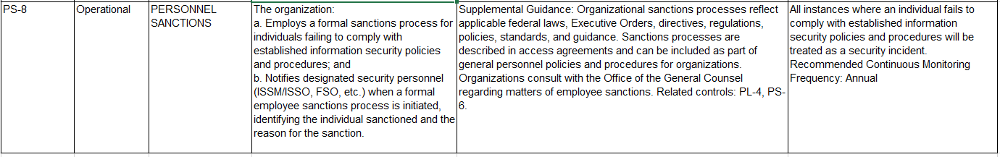 PS-8
Operational
PERSONNEL
SANCTIONS
The organization:
a. Employs a formal sanctions process for
individuals failing to comply with
established information security policies
and procedures; and
b. Notifies designated security personnel
(ISSM/ISSO, FSO, etc.) when a formal
employee sanctions process is initiated,
identifying the individual sanctioned and the
reason for the sanction.
Supplemental Guidance: Organizational sanctions processes reflect
applicable federal laws, Executive Orders, directives, regulations,
policies, standards, and guidance. Sanctions processes are
described in access agreements and can be included as part of
general personnel policies and procedures for organizations.
Organizations consult with the Office of the General Counsel
regarding matters of employee sanctions. Related controls: PL-4, PS-
6.
All instances where an individual fails to
comply with established information
security policies and procedures will be
treated as a security incident.
Recommended Continuous Monitoring
Frequency: Annual